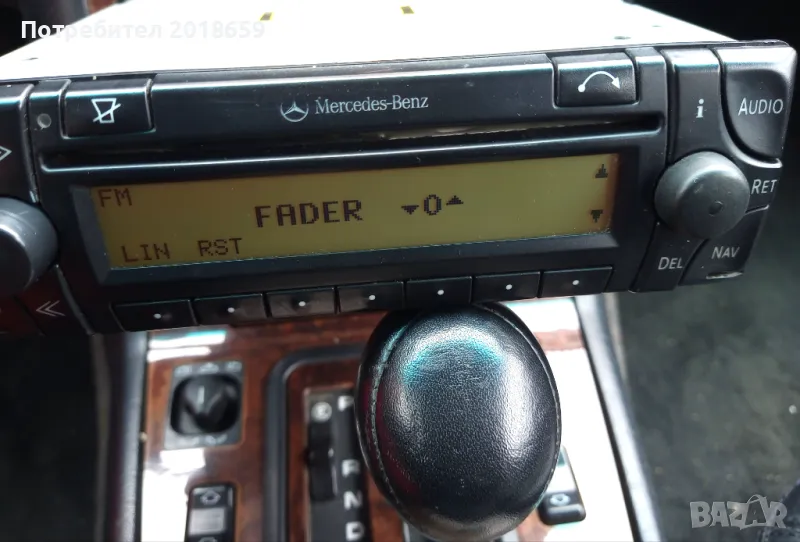 Потребител 2018659
Mercedes-Benz
i
AUDIO
FM
FADER 0
LIN RST
RET
DEL
NAV
P
R
N
D
BAZAR